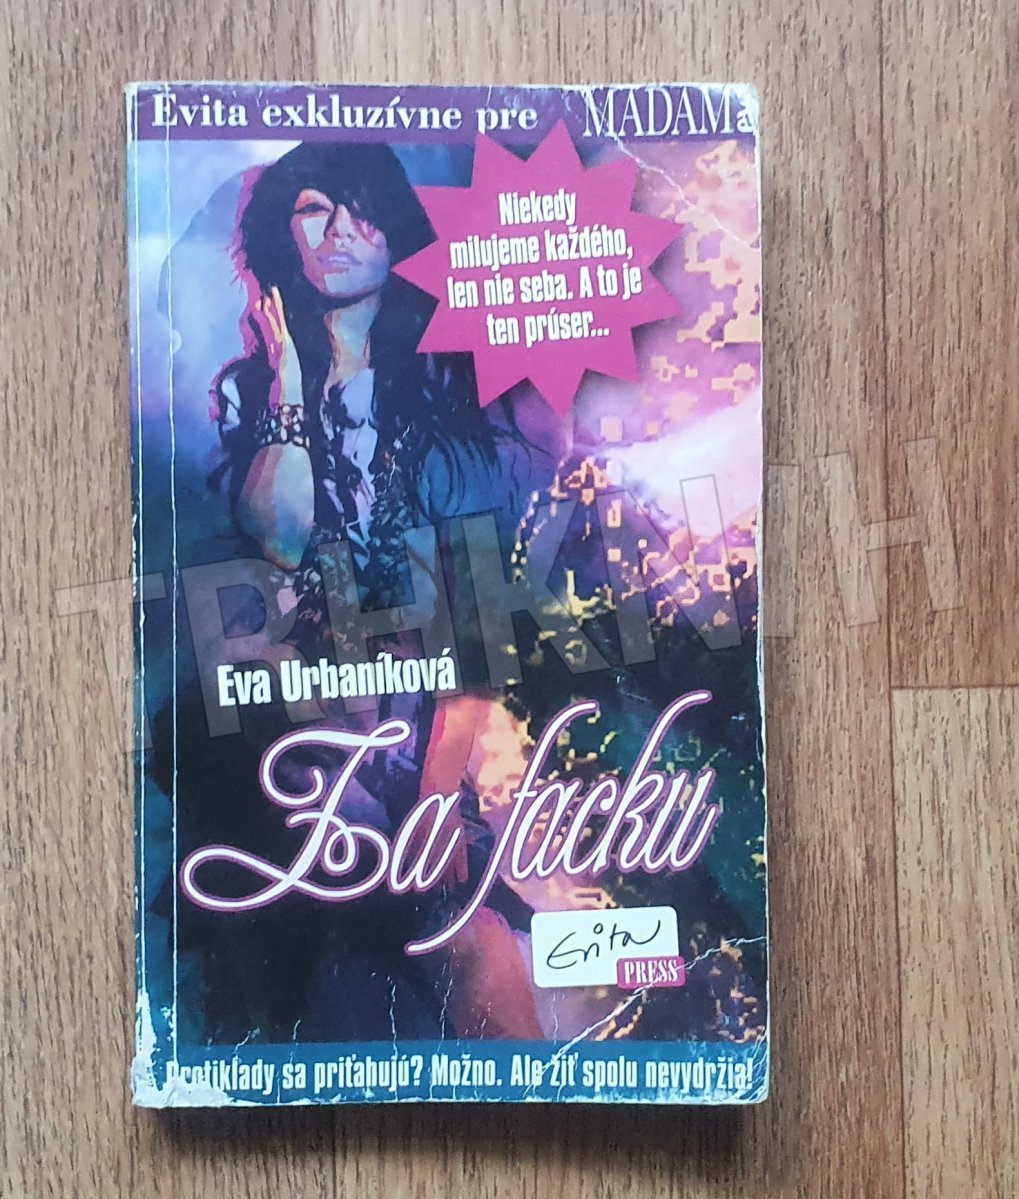 Evita exkluzívne pre MADAMa
Niekedy
milujeme každého,
len nie seba. A to je
ten prúser...
TRHKNIH
Eva Urbaníková
Za facku
Evita
PRESS
Protiklady sa priťahujú? Možno. Ale žiť spolu nevydržia!